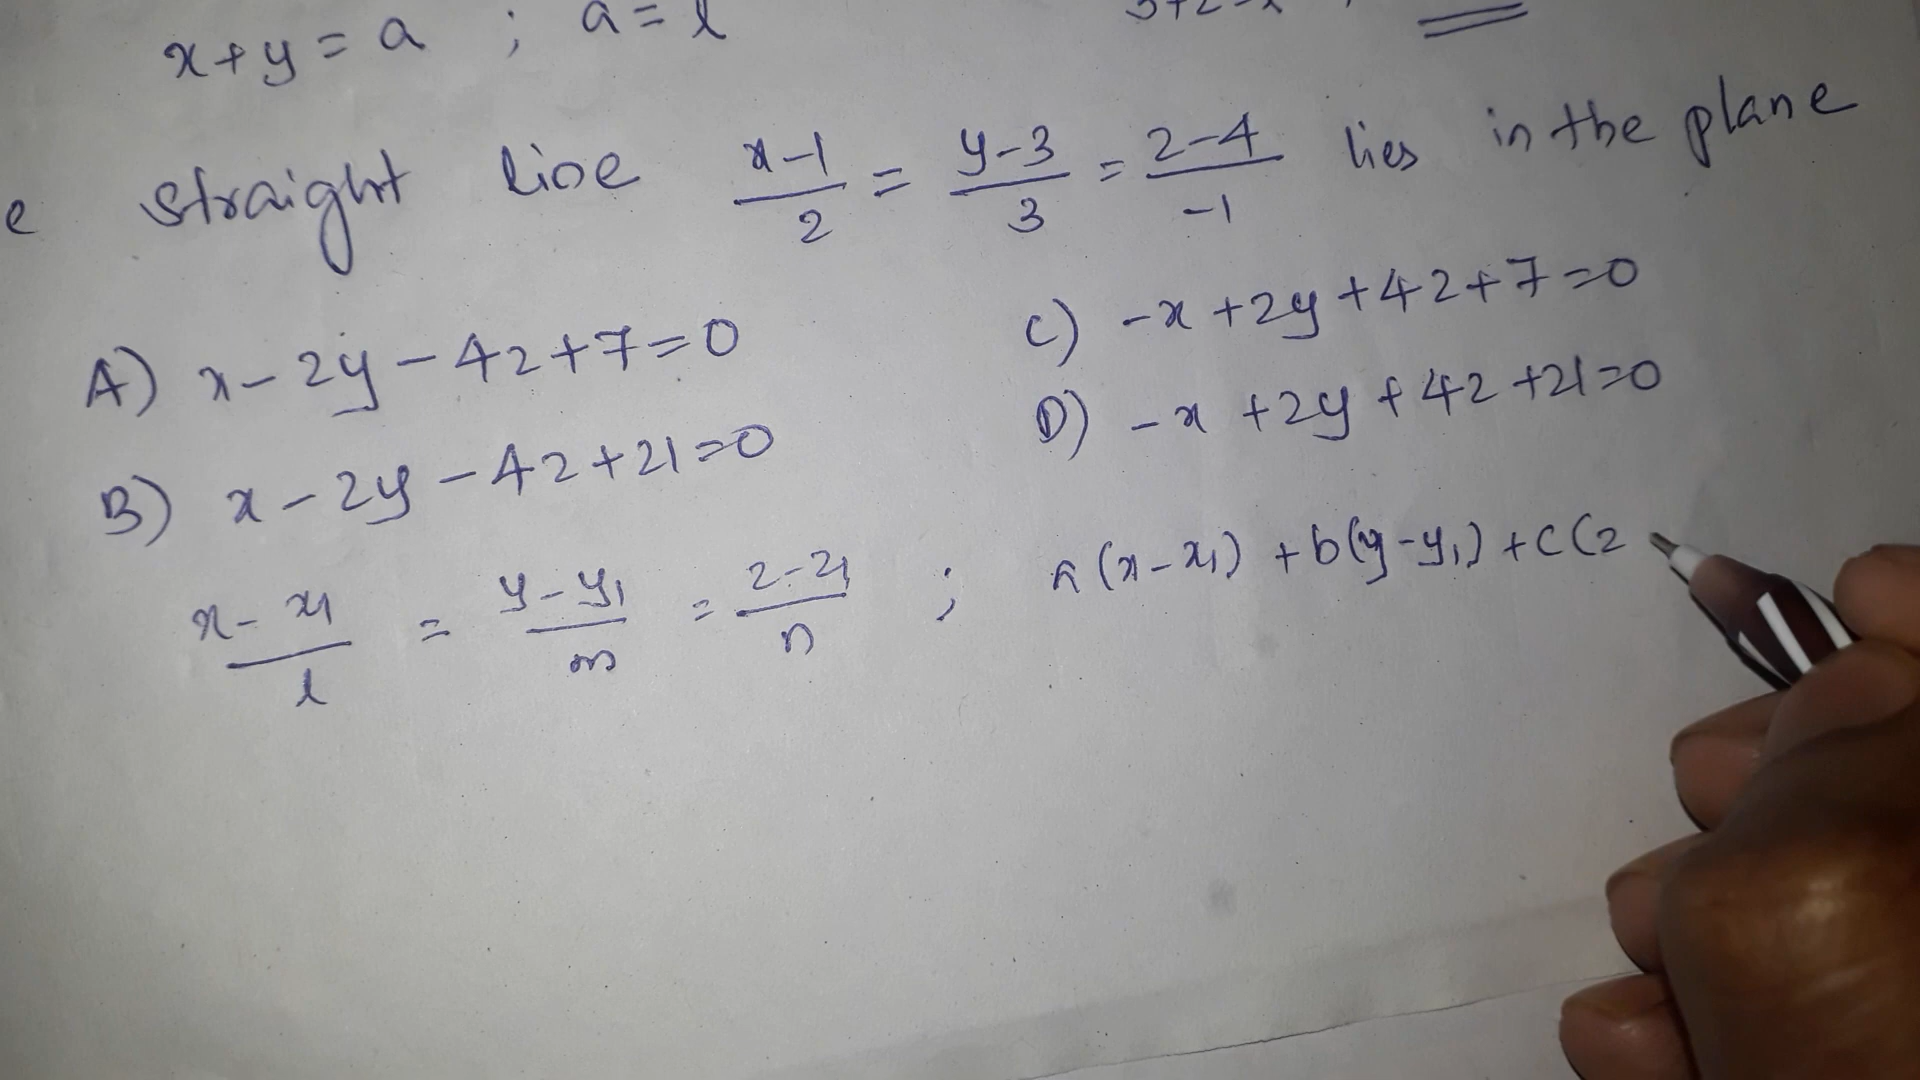 x+y=a ; a=l
e straight line x-1/2 = y-3/3 = z-4/-1 lies in the plane
A) x-2y-4z+7=0
C) -x+2y+4z+7=0
B) x-2y-4z+21=0
D) -x+2y+4z+21=0
x-x₁/l = y-y₁/m = z-z₁/n ; a(x-x₁)+b(y-y₁)+c(z